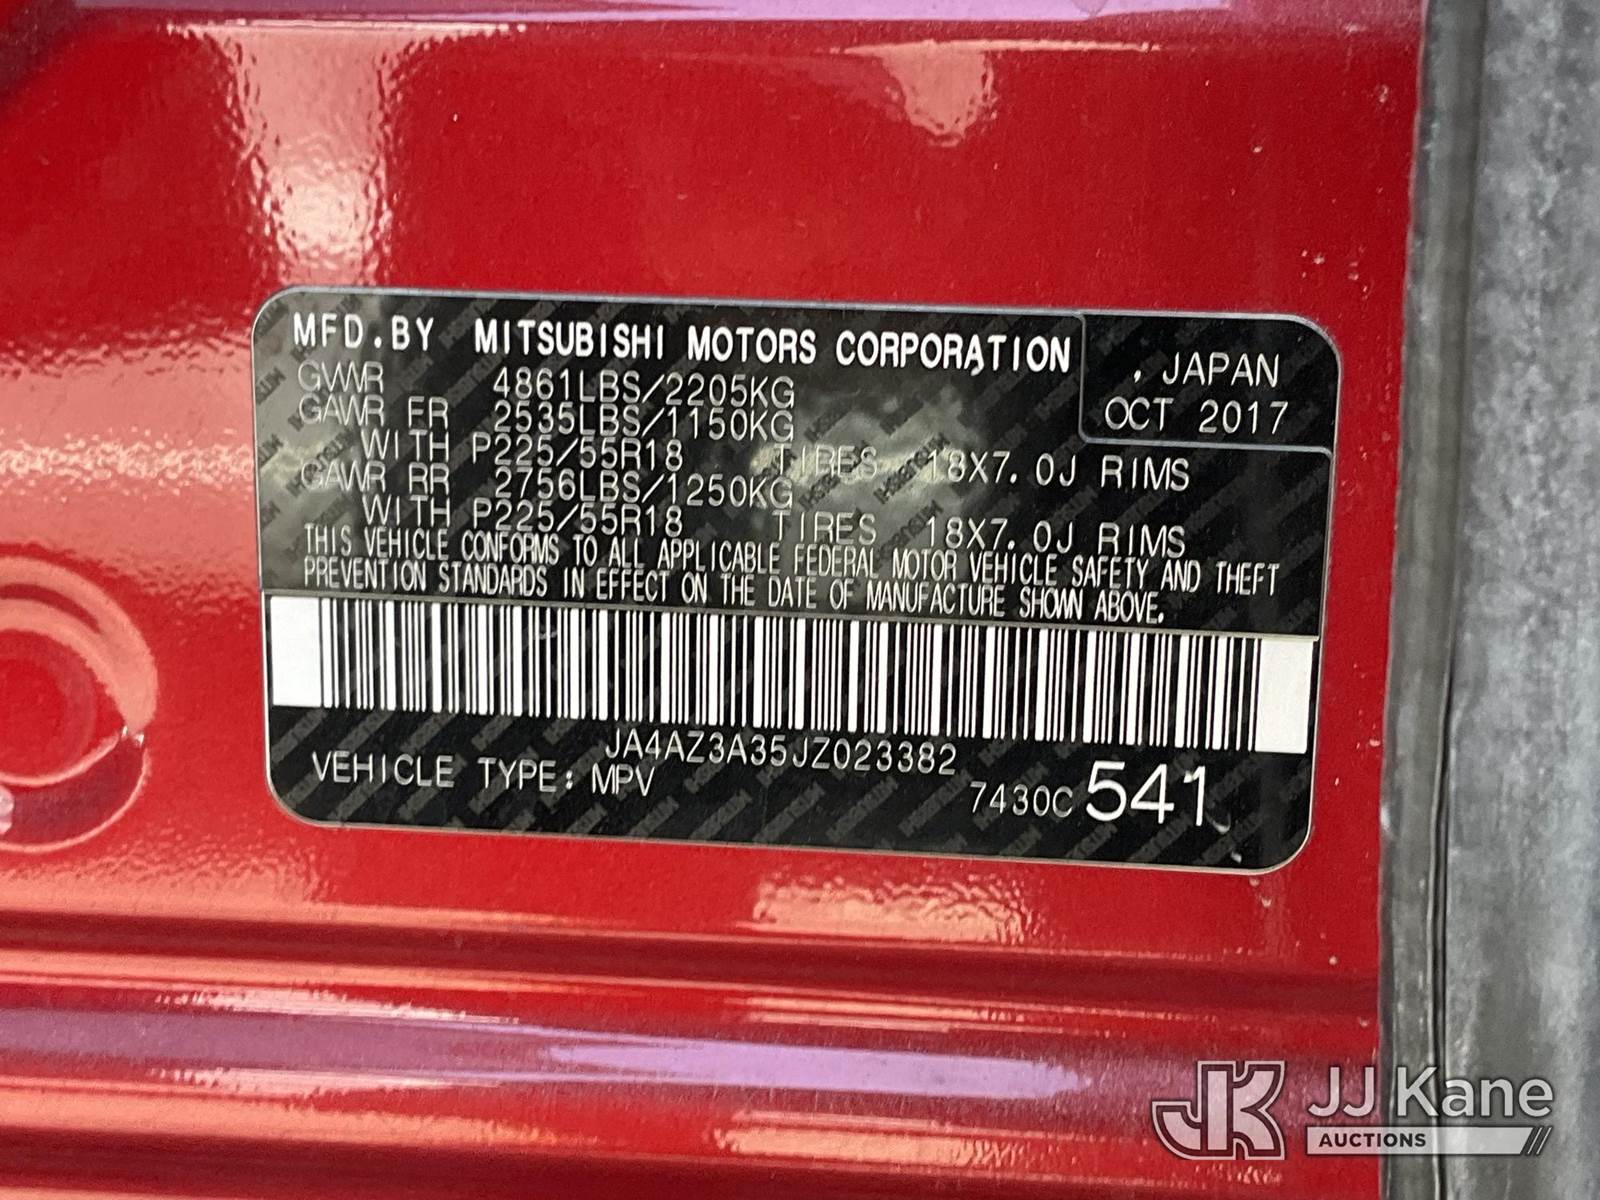 MFD.BY MITSUBISHI MOTORS CORPORATION , JAPAN
GVWR 4861LBS/2205KG OCT 2017
GAWR FR 2535LBS/1150KG
WITH P225/55R18 TIRES 18X7.0J RIMS
GAWR RR 2756LBS/1250KG
WITH P225/55R18 TIRES 18X7.0J RIMS
THIS VEHICLE CONFORMS TO ALL APPLICABLE FEDERAL MOTOR VEHICLE SAFETY AND THEFT
PREVENTION STANDARDS IN EFFECT ON THE DATE OF MANUFACTURE SHOWN ABOVE.
JA4AZ3A35JZ023382
VEHICLE TYPE: MPV 7430C 541
JK JJ Kane
AUCTIONS